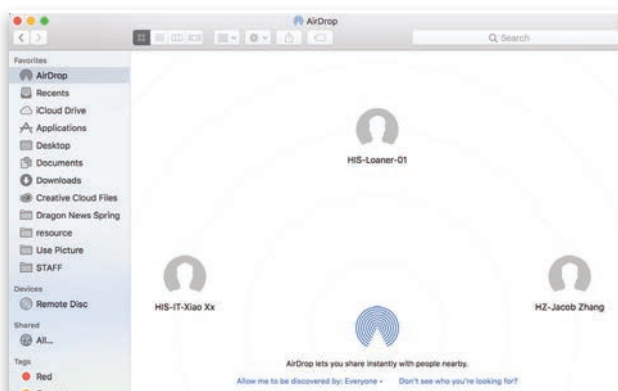 AirDrop
Search
Favorites
AirDrop
Recents
iCloud Drive
Applications
Desktop
Documents
Downloads
Creative Cloud Files
Dragon News Spring
resource
Use Picture
STAFF
Devices
Remote Disc
Shared
All...
Tags
Red
HIS-Loaner-01
HIS-IT-Xiao Xx
HZ-Jacob Zhang
AirDrop lets you share instantly with people nearby.
Allow me to be discovered by: Everyone
Don't see who you're looking for?